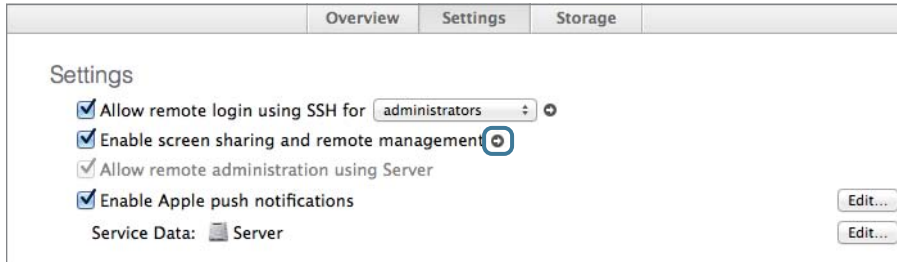 Overview Settings Storage
Settings
Allow remote login using SSH for administrators
Enable screen sharing and remote management
Allow remote administration using Server
Enable Apple push notifications Edit...
Service Data: Server Edit...